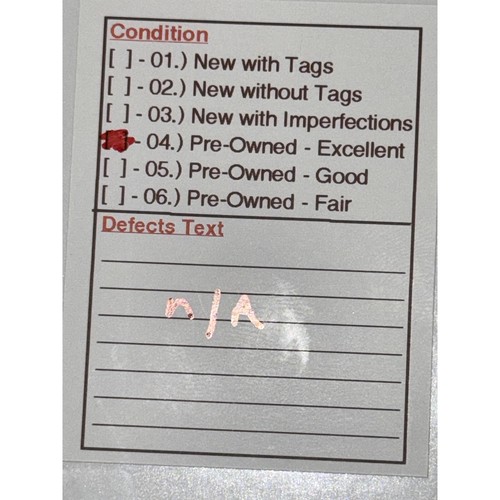 Condition
[ ] - 01.) New with Tags
[ ] - 02.) New without Tags
[ ] - 03.) New with Imperfections
[ ] - 04.) Pre-Owned - Excellent
[ ] - 05.) Pre-Owned - Good
[ ] - 06.) Pre-Owned - Fair
Defects Text
n/A